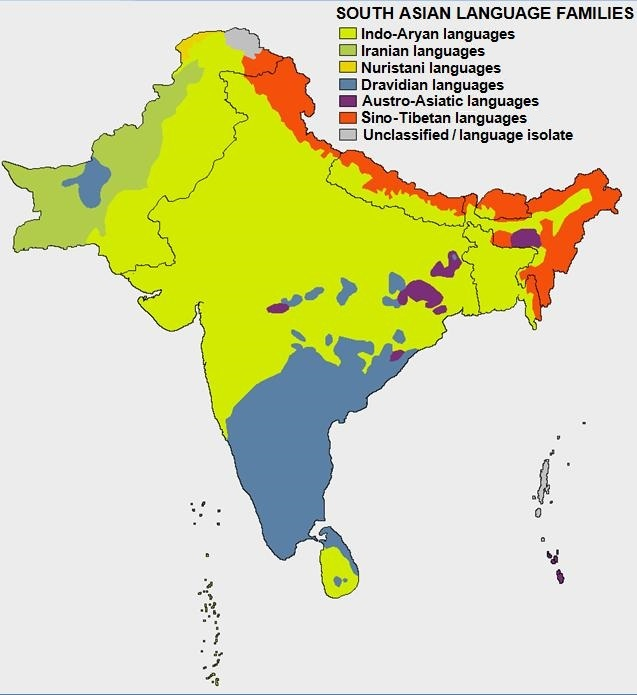 SOUTH ASIAN LANGUAGE FAMILIES
Indo-Aryan languages
Iranian languages
Nuristani languages
Dravidian languages
Austro-Asiatic languages
Sino-Tibetan languages
Unclassified / language isolate